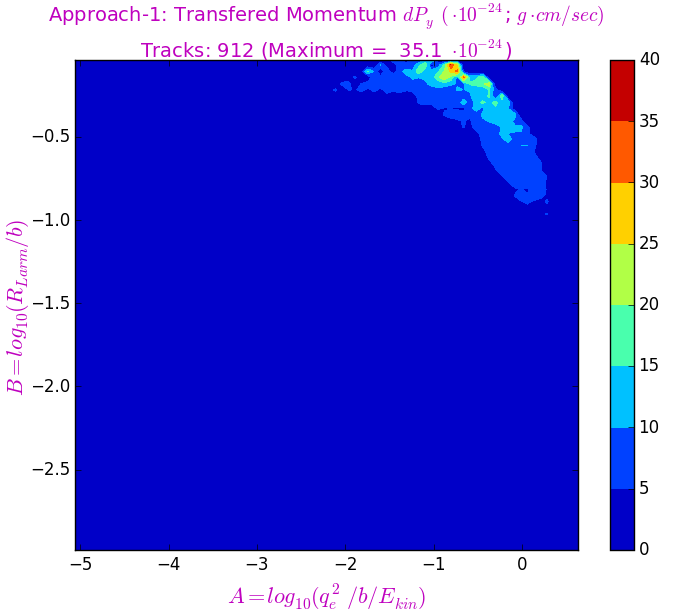 Approach-1: Transfered Momentum $dP_y$ $(\cdot 10^{-24}$; $g \cdot cm/sec)$
Tracks: 912 (Maximum = 35.1 $\cdot 10^{-24}$)
40
35
30
25
20
15
10
5
0
−0.5
−1.0
−1.5
−2.0
−2.5
$B = log_{10}(R_{Larm}/b)$
−5 −4 −3 −2 −1 0
$A = log_{10}(q_e^2/b/E_{kin})$